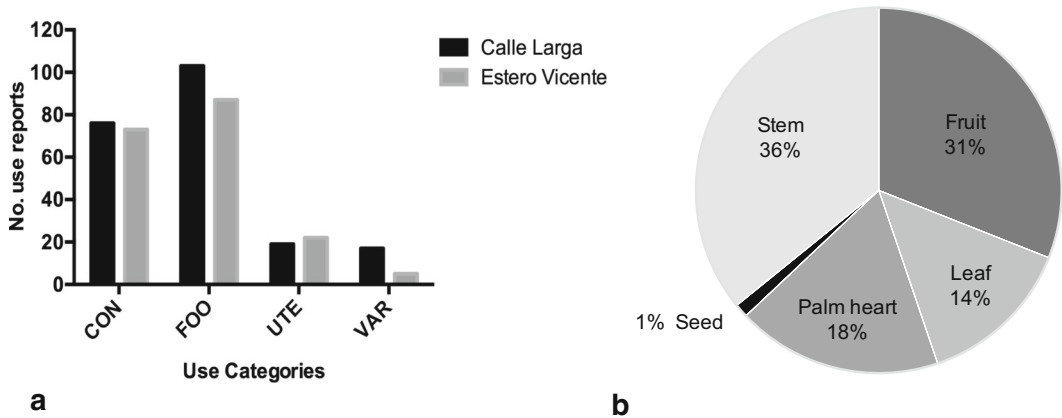 120
100
80
60
40
20
0
No. use reports
CON
FOO
UTE
VAR
Use Categories
Calle Larga
Estero Vicente
a
Stem
36%
Fruit
31%
Leaf
14%
Palm heart
18%
1% Seed
b